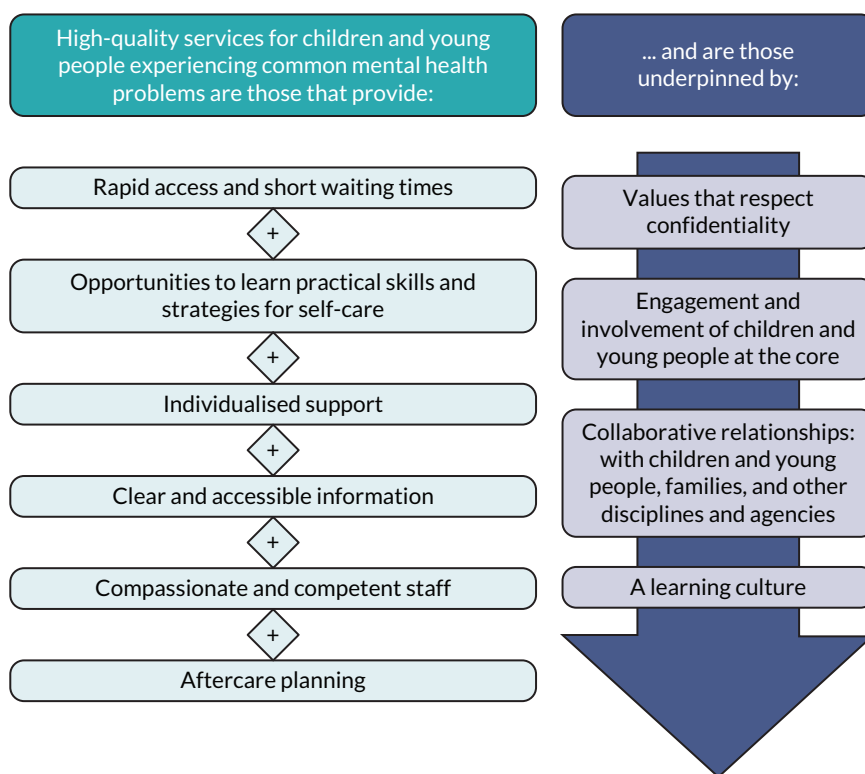 High-quality services for children and young
people experiencing common mental health
problems are those that provide:
Rapid access and short waiting times
+
Opportunities to learn practical skills and
strategies for self-care
+
Individualised support
+
Clear and accessible information
+
Compassionate and competent staff
+
Aftercare planning
... and are those
underpinned by:
Values that respect
confidentiality
Engagement and
involvement of children and
young people at the core
Collaborative relationships:
with children and young
people, families, and other
disciplines and agencies
A learning culture